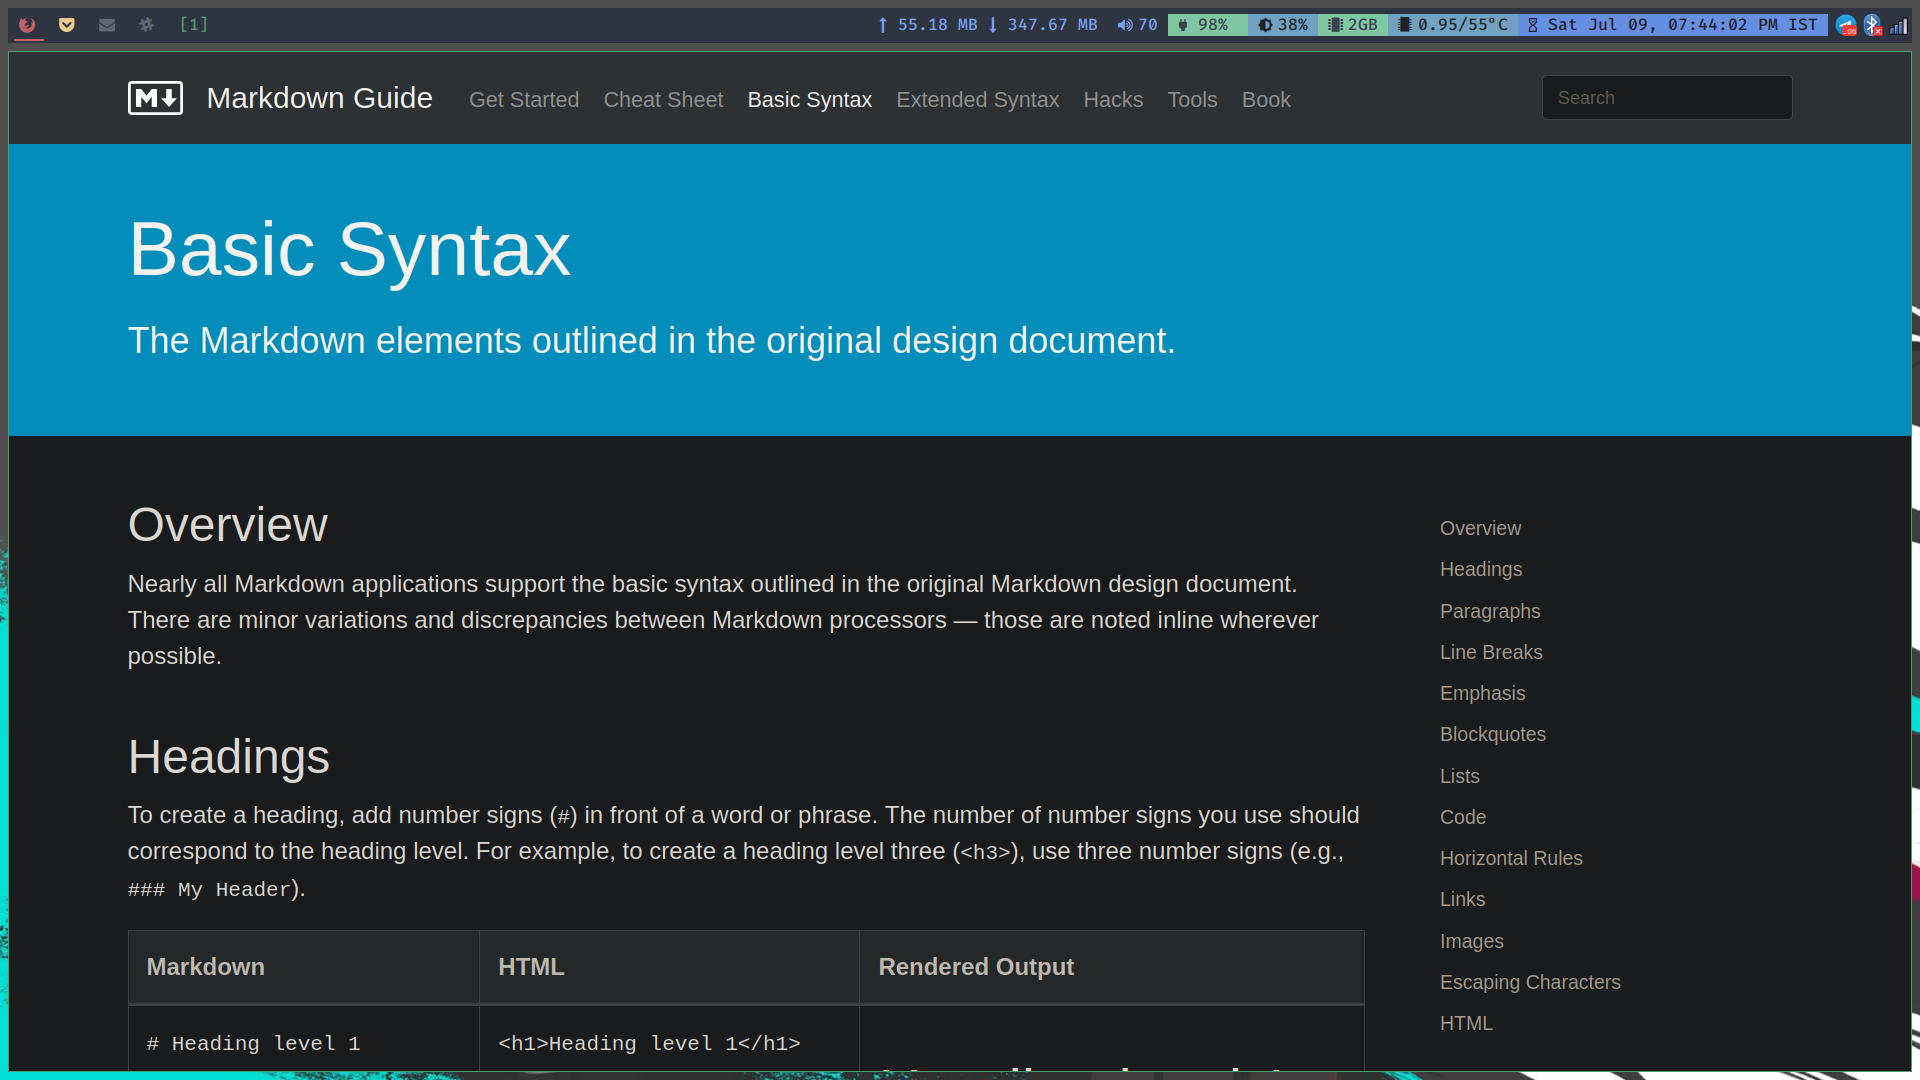 [1]
55.18 MB 347.67 MB 70 98% 38% 2GB 0.95/55°C Sat Jul 09, 07:44:02 PM IST
M Markdown Guide Get Started Cheat Sheet Basic Syntax Extended Syntax Hacks Tools Book Search
Basic Syntax
The Markdown elements outlined in the original design document.
Overview
Nearly all Markdown applications support the basic syntax outlined in the original Markdown design document.
There are minor variations and discrepancies between Markdown processors — those are noted inline wherever
possible.
Headings
To create a heading, add number signs (#) in front of a word or phrase. The number of number signs you use should
correspond to the heading level. For example, to create a heading level three (<h3>), use three number signs (e.g.,
### My Header).
Markdown HTML Rendered Output
# Heading level 1 <h1>Heading level 1</h1>
Overview
Headings
Paragraphs
Line Breaks
Emphasis
Blockquotes
Lists
Code
Horizontal Rules
Links
Images
Escaping Characters
HTML